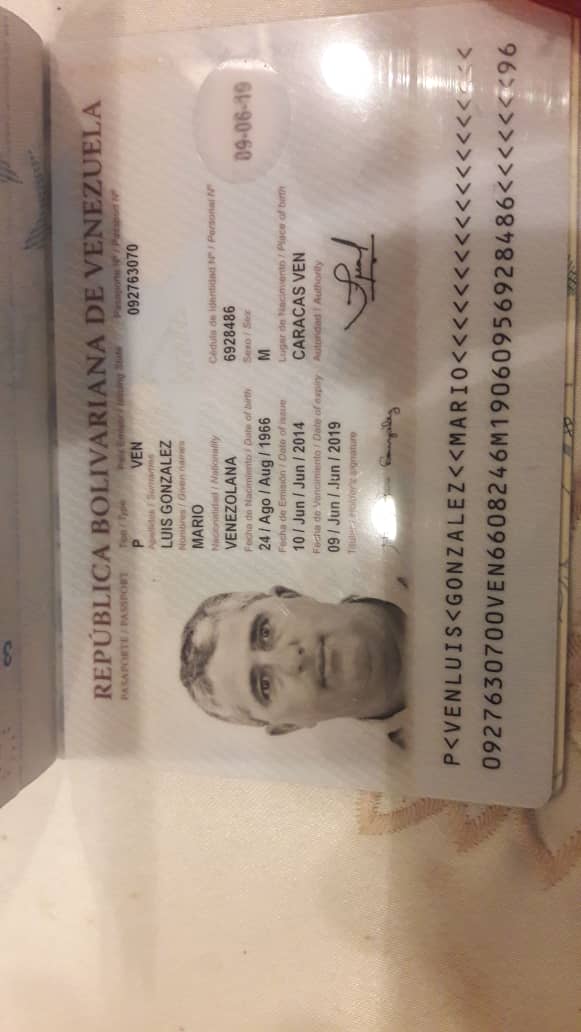 REPÚBLICA BOLIVARIANA DE VENEZUELA
PASAPORTE / PASSPORT
Tipo / Type País Emisor / Issuing State Pasaporte Nº / Passport Nº
P VEN 092763070
Apellidos / Surnames
LUIS GONZALEZ
Nombres / Given names
MARIO
Nacionalidad / Nationality Cédula de Identidad Nº / Personal Nº
VENEZOLANA 6928486
Fecha de Nacimiento / Date of birth Sexo / Sex
24 / Ago / Aug / 1966 M
Fecha de Emisión / Date of issue Lugar de Nacimiento / Place of birth
10 / Jun / Jun / 2014 CARACAS VEN
Fecha de Vencimiento / Date of expiry Autoridad / Authority
09 / Jun / Jun / 2019
Titular / Holder's signature
09-06-19
P<VENLUIS<GONZALEZ<<MARIO<<<<<<<<<<<<<<<<<<<
0927630700VEN6608246M19060956928486<<<<<<<96